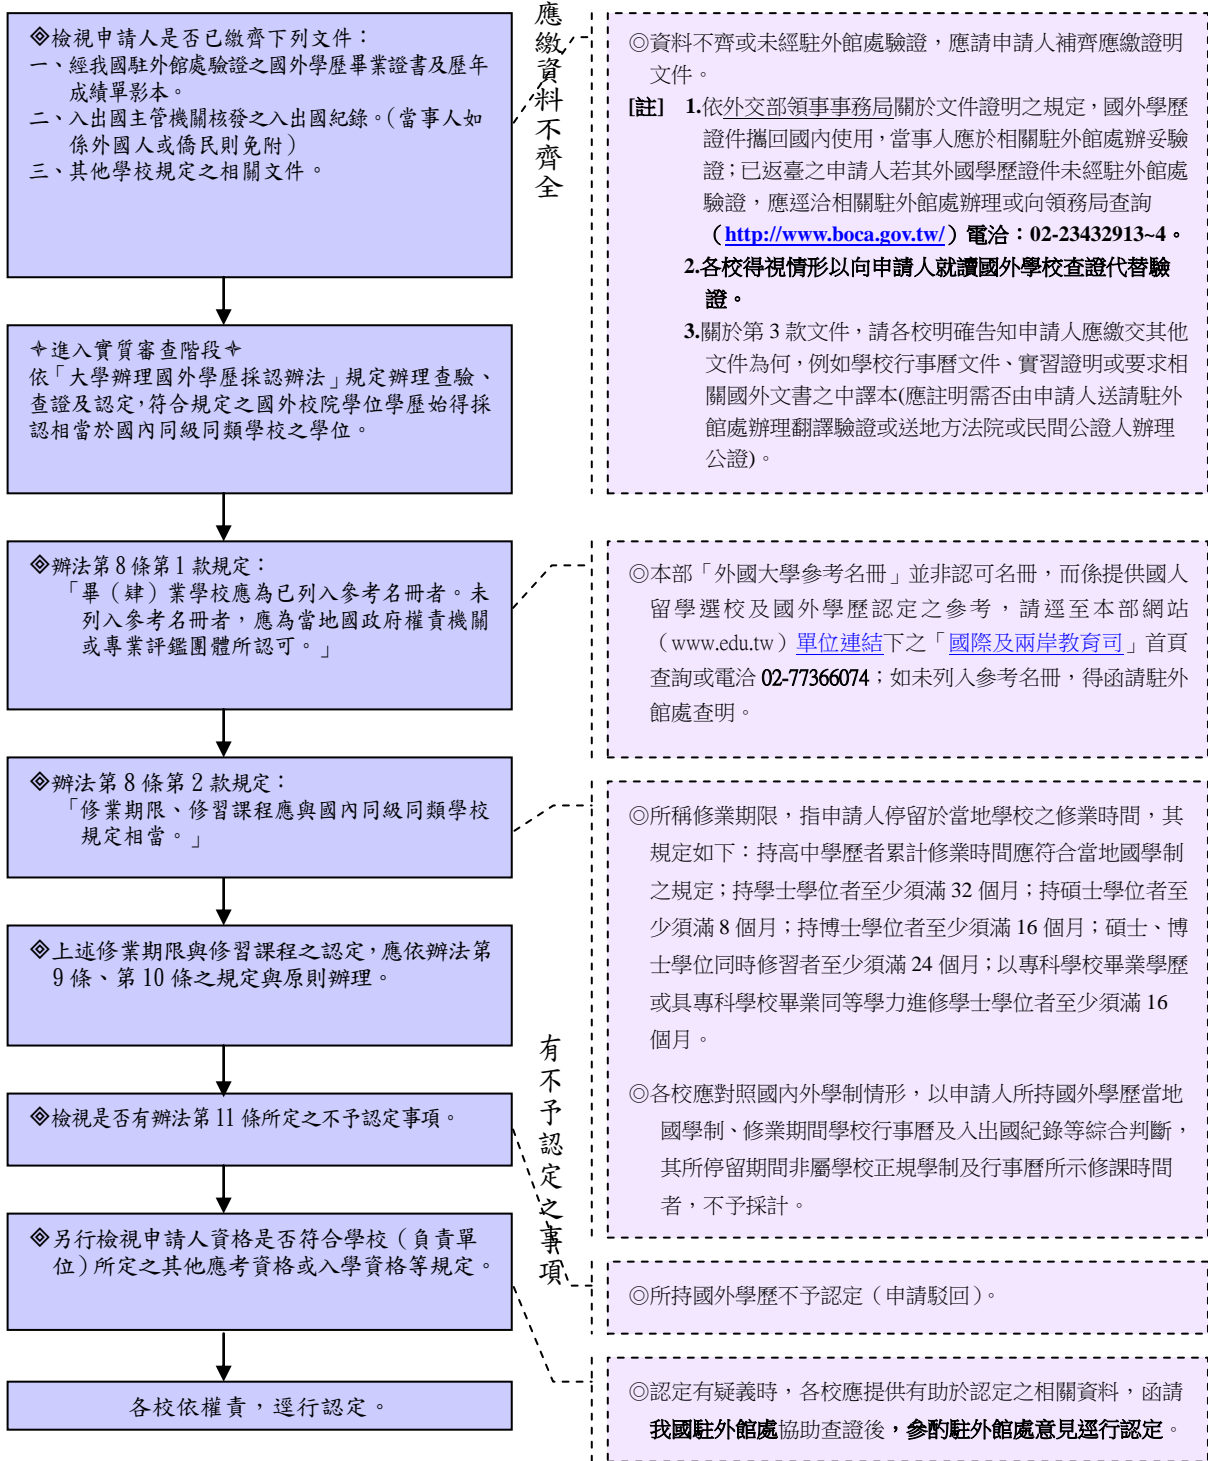 ◈檢視申請人是否已繳齊下列文件：
一、經我國駐外館處驗證之國外學歷畢業證書及歷年
成績單影本。
二、入出國主管機關核發之入出國紀錄。（當事人如
係外國人或僑民則免附）
三、其他學校規定之相關文件。
應繳資料不齊全
◎資料不齊或未經駐外館處驗證，應請申請人補齊應繳證明
文件。
[註] 1.依外交部領事事務局關於文件證明之規定，國外學歷
證件攜回國內使用，當事人應於相關駐外館處辦妥驗
證；已返臺之申請人若其外國學歷證件未經駐外館處
驗證，應逕洽相關駐外館處辦理或向領務局查詢
（http://www.boca.gov.tw/）電洽：02-23432913~4。
2.各校得視情形以向申請人就讀國外學校查證代替驗
證。
3.關於第 3 款文件，請各校明確告知申請人應繳交其他
文件為何，例如學校行事曆文件、實習證明或要求相
關國外文書之中譯本(應註明需否由申請人送請駐外
館處辦理翻譯驗證或送地方法院或民間公證人辦理
公證)。
✧進入實質審查階段✧
依「大學辦理國外學歷採認辦法」規定辦理查驗、
查證及認定，符合規定之國外校院學位學歷始得採
認相當於國內同級同類學校之學位。
◈辦法第 8 條第 1 款規定：
「畢（肄）業學校應為已列入參考名冊者。未
列入參考名冊者，應為當地國政府權責機關
或專業評鑑團體所認可。」
◎本部「外國大學參考名冊」並非認可名冊，而係提供國人
留學選校及國外學歷認定之參考，請逕至本部網站
（www.edu.tw）單位連結下之「國際及兩岸教育司」首頁
查詢或電洽 02-77366074；如未列入參考名冊，得函請駐外
館處查明。
◈辦法第 8 條第 2 款規定：
「修業期限、修習課程應與國內同級同類學校
規定相當。」
◎所稱修業期限，指申請人停留於當地學校之修業時間，其
規定如下：持高中學歷者累計修業時間應符合當地國學制
之規定；持學士學位者至少須滿 32 個月；持碩士學位者至
少須滿 8 個月；持博士學位者至少須滿 16 個月；碩士、博
士學位同時修習者至少須滿 24 個月；以專科學校畢業學歷
或具專科學校畢業同等學力進修學士學位者至少須滿 16
個月。
◎各校應對照國內外學制情形，以申請人所持國外學歷當地
國學制、修業期間學校行事曆及入出國紀錄等綜合判斷，
其所停留期間非屬學校正規學制及行事曆所示修課時間
者，不予採計。
◈上述修業期限與修習課程之認定，應依辦法第
9 條、第 10 條之規定與原則辦理。
◈檢視是否有辦法第 11 條所定之不予認定事項。
有不予認定之事項
◎所持國外學歷不予認定（申請駁回）。
◈另行檢視申請人資格是否符合學校（負責單
位）所定之其他應考資格或入學資格等規定。
◎認定有疑義時，各校應提供有助於認定之相關資料，函請
我國駐外館處協助查證後，參酌駐外館處意見逕行認定。
各校依權責，逕行認定。